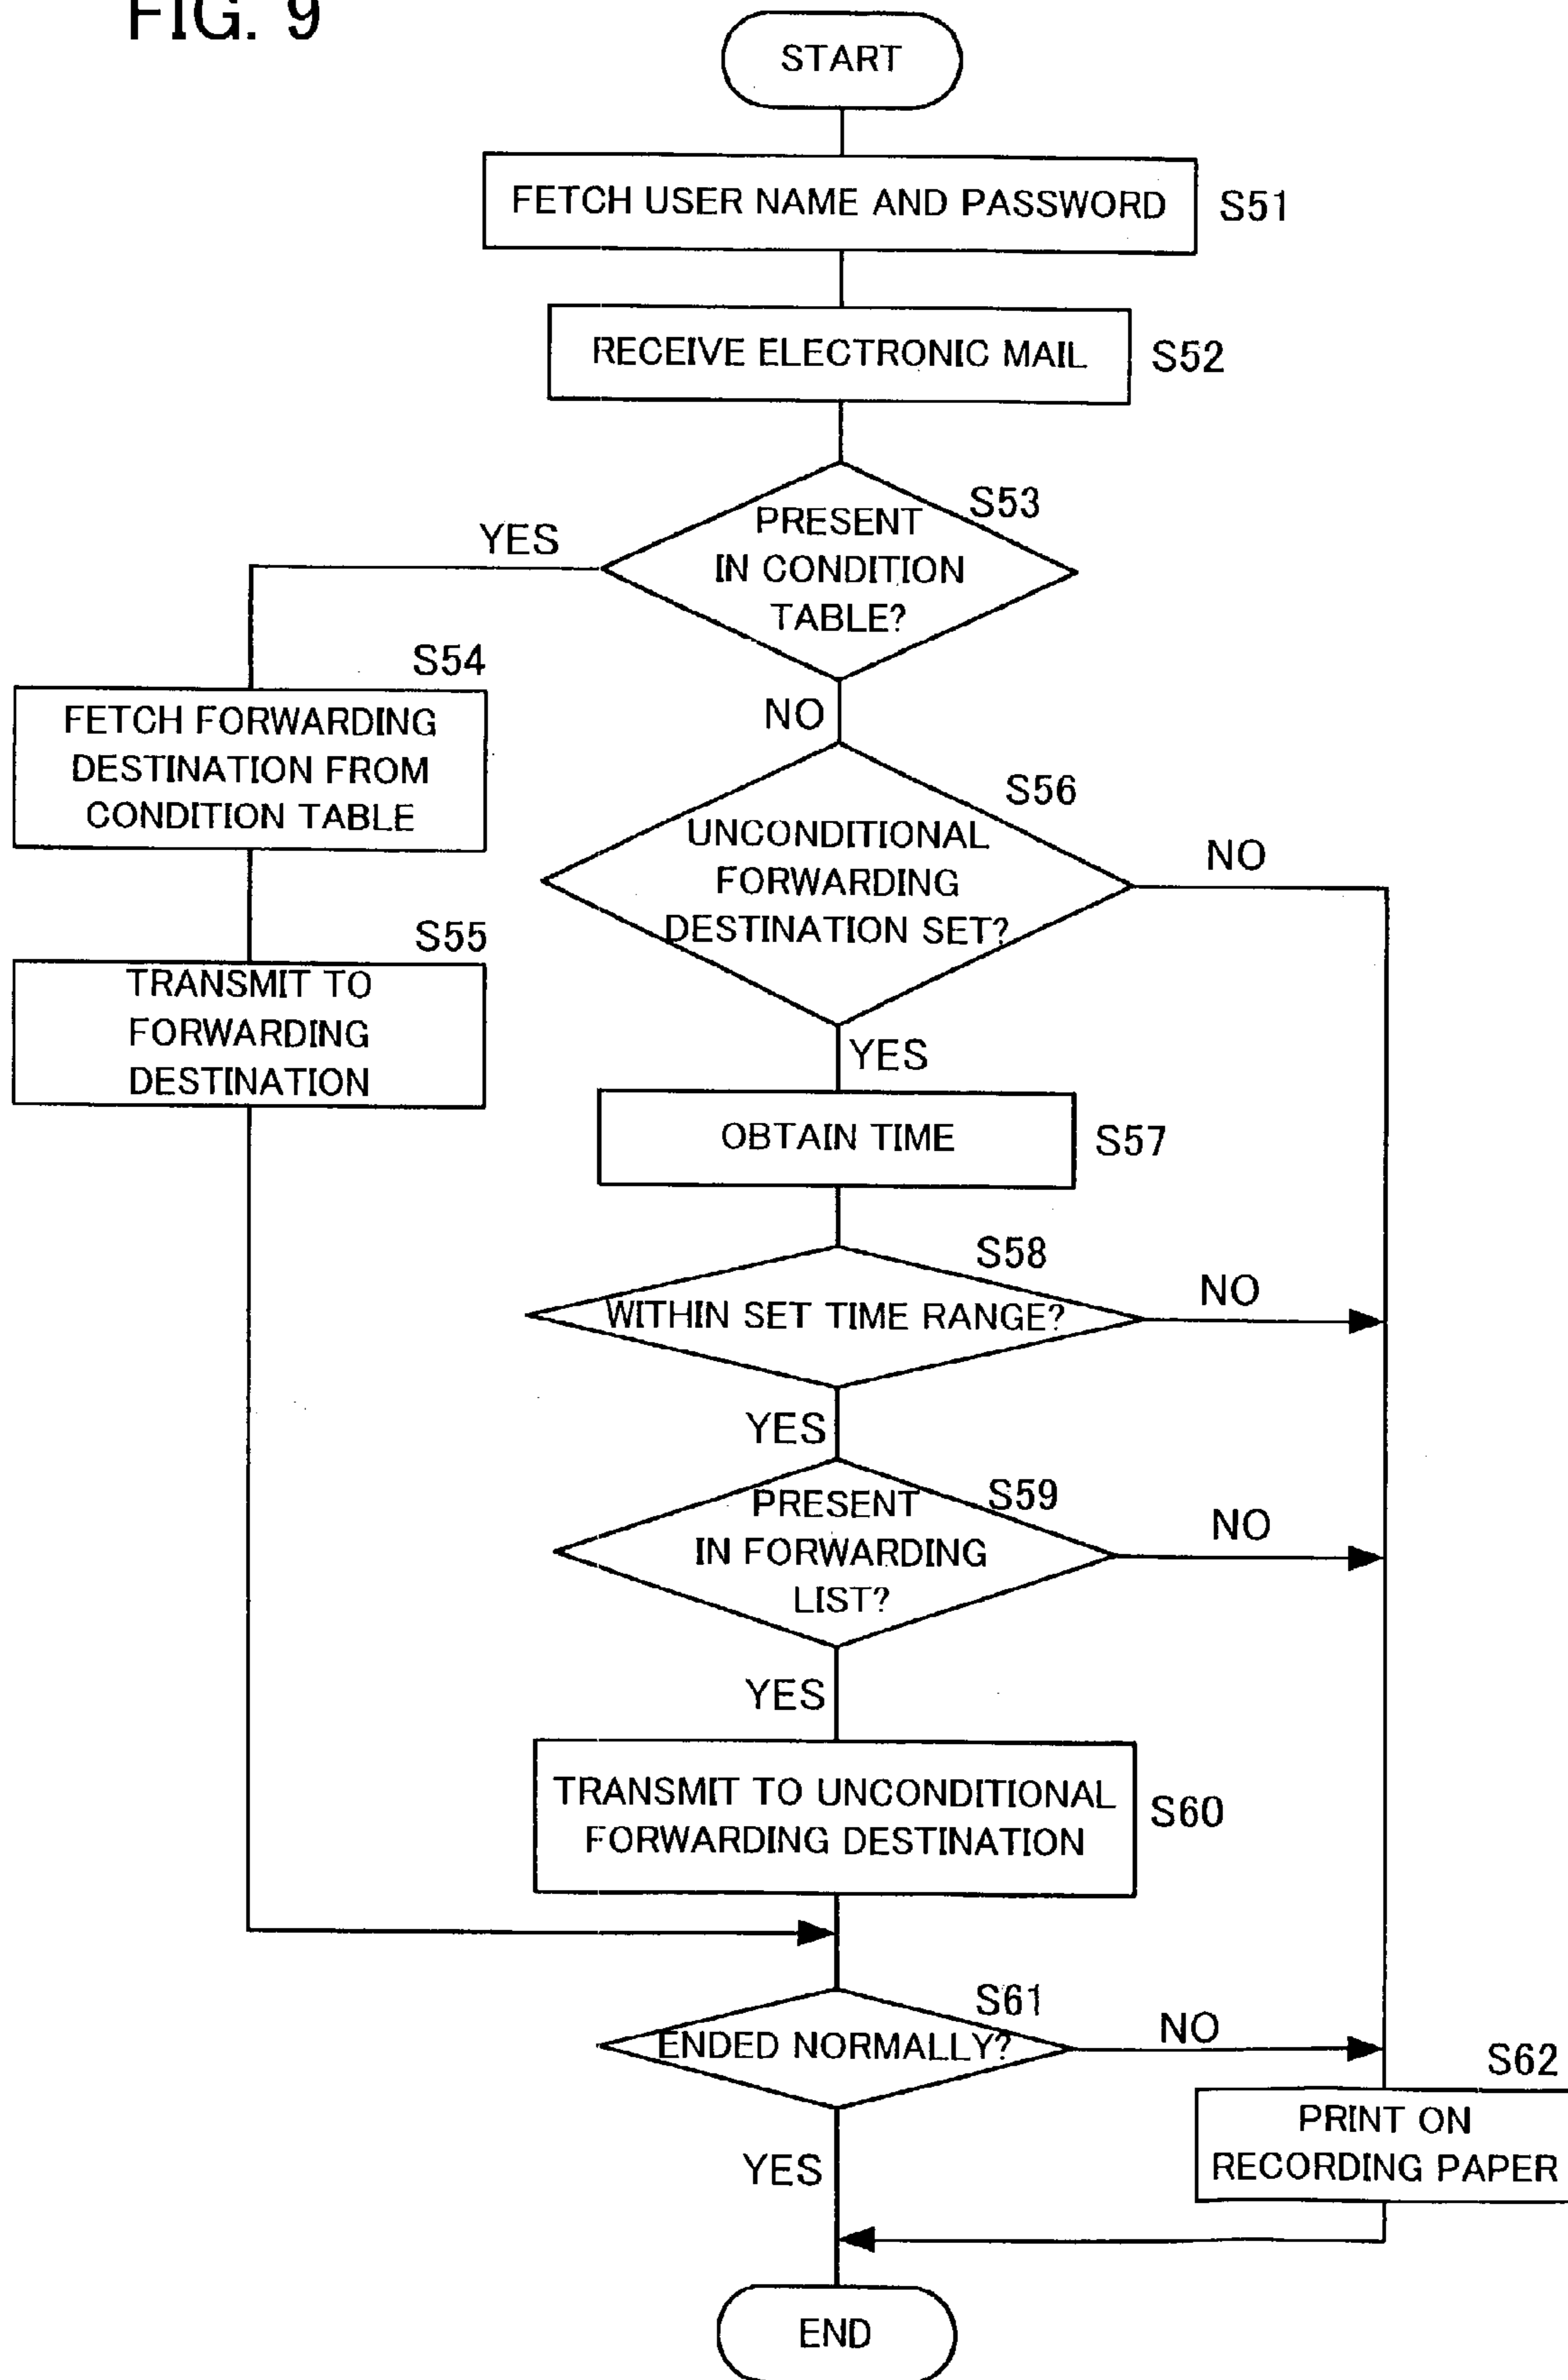 FIG. 9
START
FETCH USER NAME AND PASSWORD
S51
RECEIVE ELECTRONIC MAIL
S52
S53
PRESENT
IN CONDITION
TABLE?
YES
NO
S54
FETCH FORWARDING
DESTINATION FROM
CONDITION TABLE
S55
TRANSMIT TO
FORWARDING
DESTINATION
S56
UNCONDITIONAL
FORWARDING
DESTINATION SET?
NO
YES
OBTAIN TIME
S57
S58
WITHIN SET TIME RANGE?
NO
YES
S59
PRESENT
IN FORWARDING
LIST?
NO
YES
TRANSMIT TO UNCONDITIONAL
FORWARDING DESTINATION
S60
S61
ENDED NORMALLY?
NO
YES
S62
PRINT ON
RECORDING PAPER
END